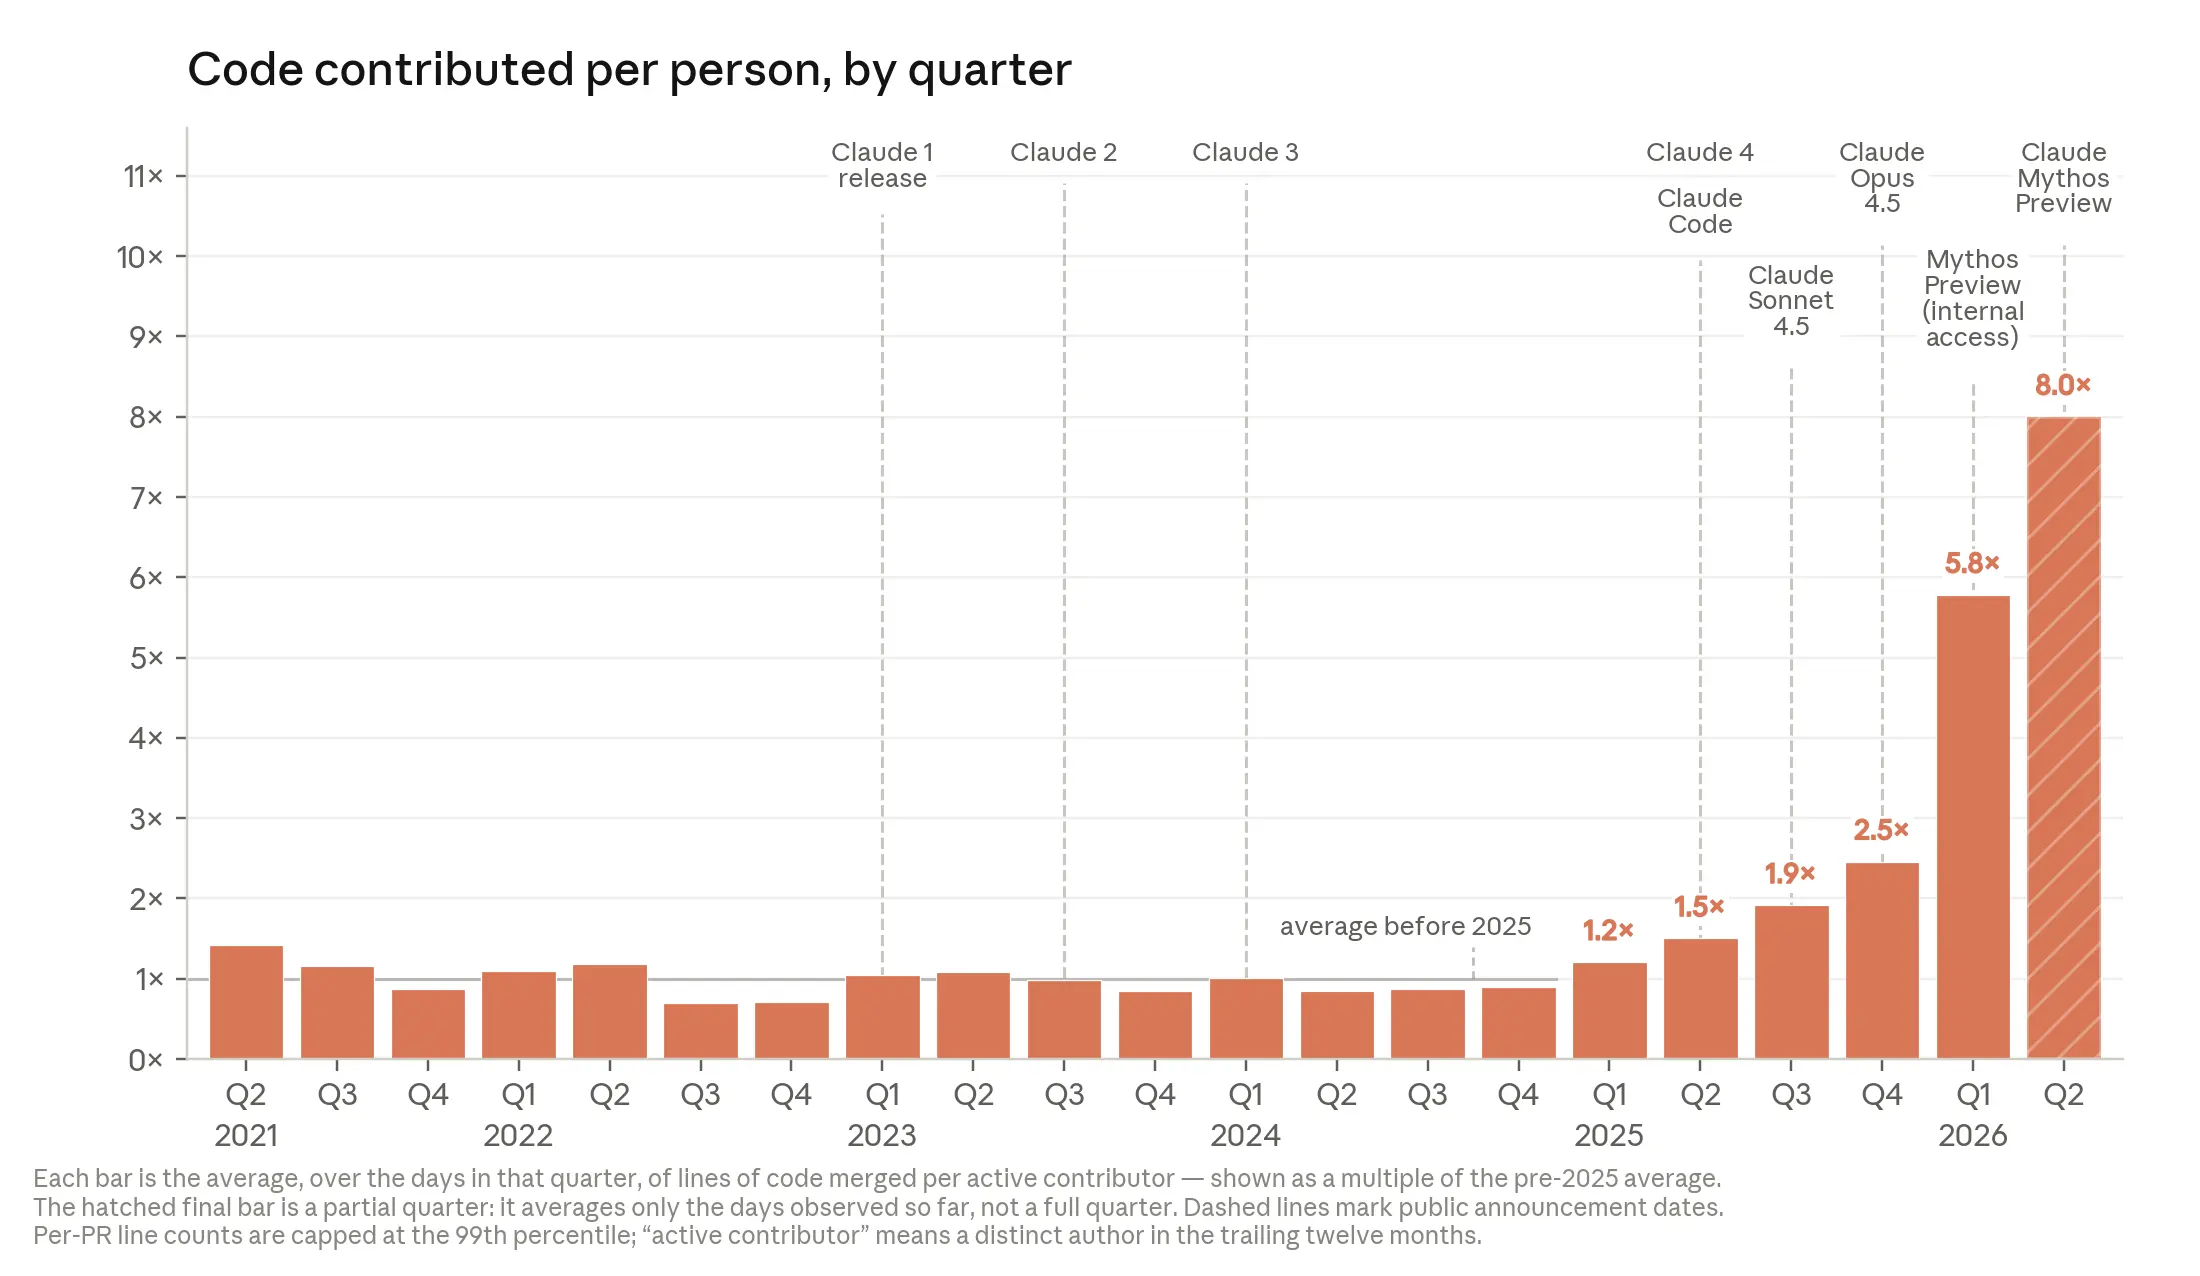 Code contributed per person, by quarter
Claude 1
release
Claude 2
Claude 3
Claude 4
Claude
Code
Claude
Sonnet
4.5
Claude
Opus
4.5
Mythos
Preview
(internal
access)
Claude
Mythos
Preview
11×
10×
9×
8×
7×
6×
5×
4×
3×
2×
1×
0×
average before 2025
1.2×
1.5×
1.9×
2.5×
5.8×
8.0×
Q2 Q3 Q4 Q1 Q2 Q3 Q4 Q1 Q2 Q3 Q4 Q1 Q2 Q3 Q4 Q1 Q2 Q3 Q4 Q1 Q2
2021 2022 2023 2024 2025 2026
Each bar is the average, over the days in that quarter, of lines of code merged per active contributor — shown as a multiple of the pre-2025 average.
The hatched final bar is a partial quarter: it averages only the days observed so far, not a full quarter. Dashed lines mark public announcement dates.
Per-PR line counts are capped at the 99th percentile; “active contributor” means a distinct author in the trailing twelve months.